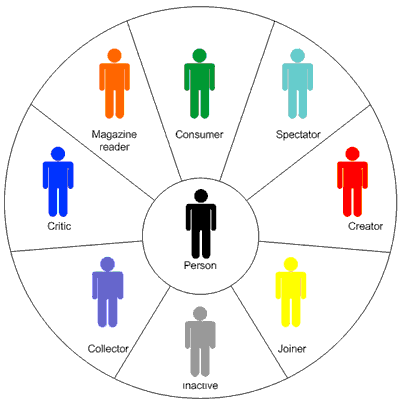 Magazine
reader
Consumer
Spectator
Critic
Creator
Person
Collector
Joiner
Inactive